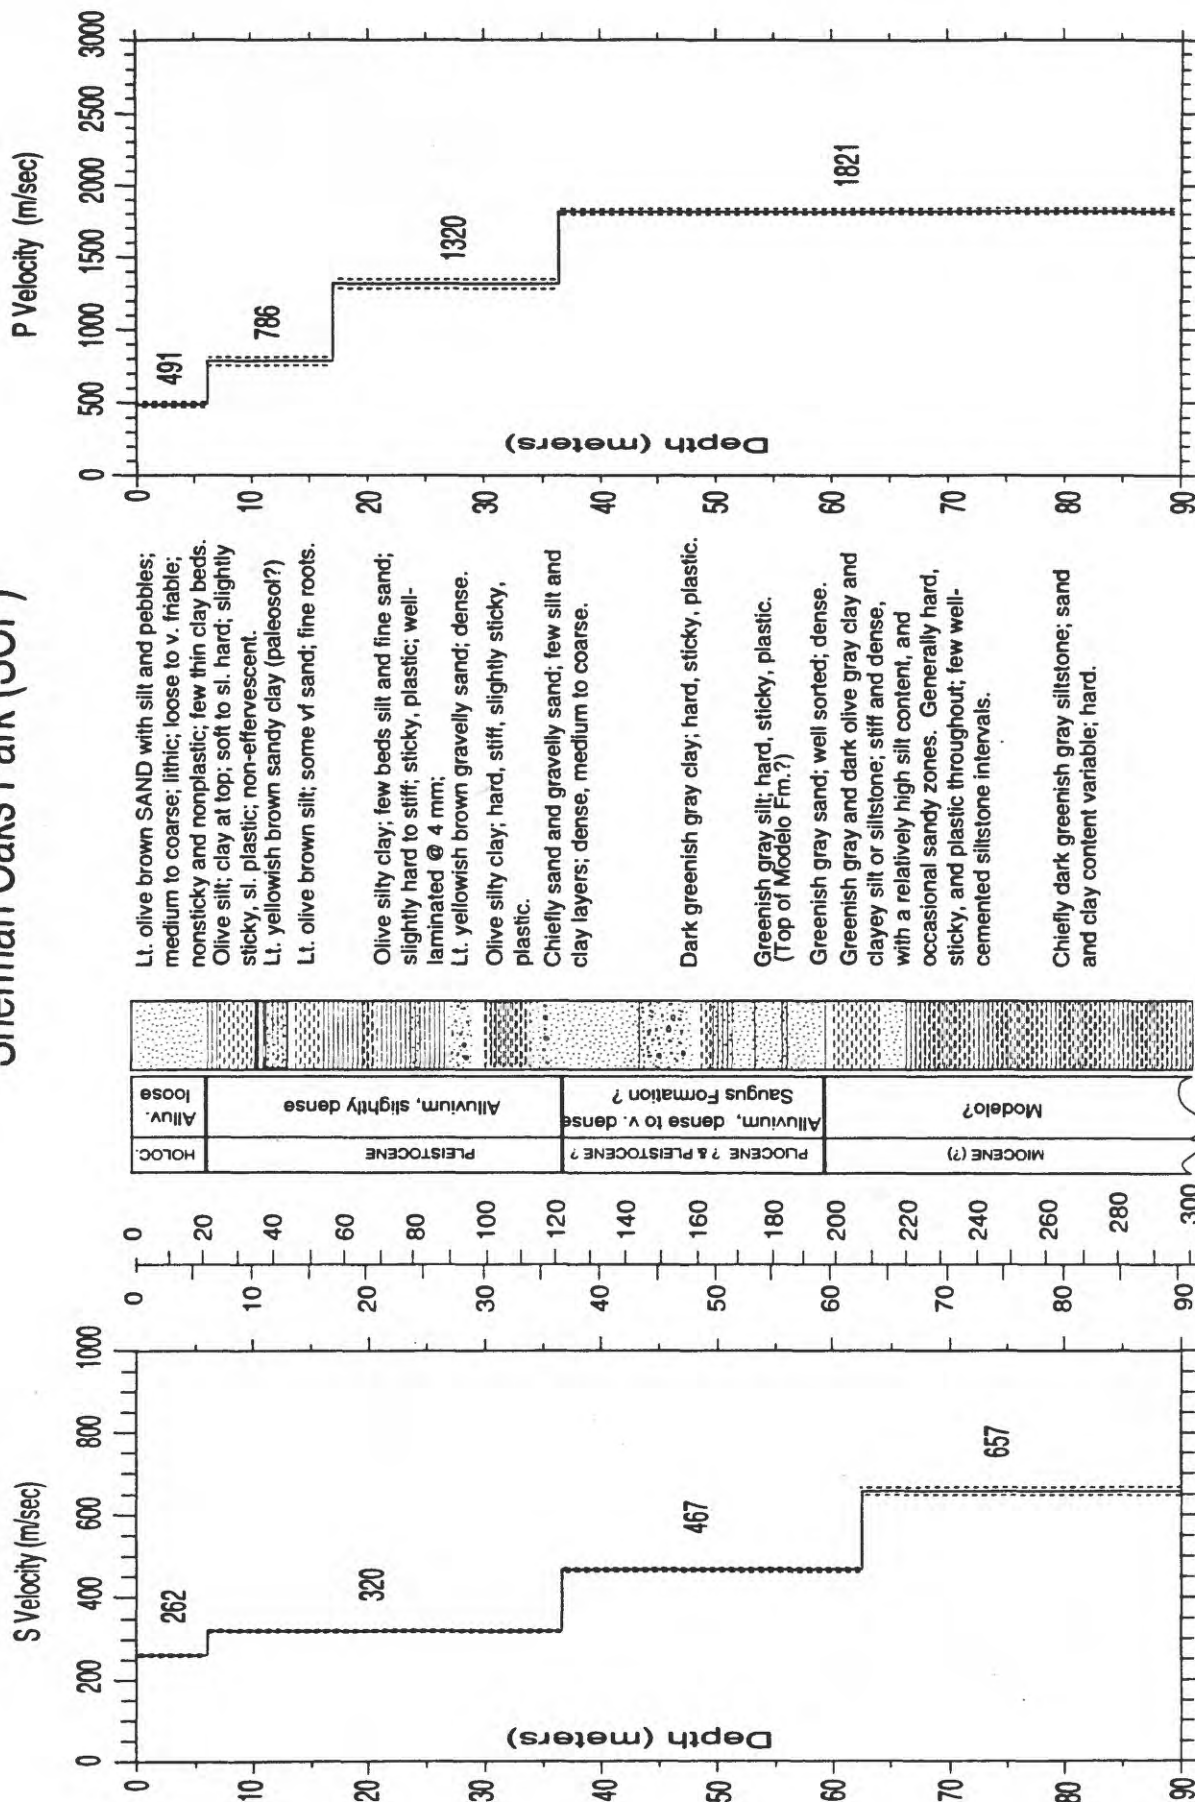 Sherman Oaks Park (SOP)
S Velocity (m/sec)
0 200 400 600 800 1000
0
10
20
30
40
50
60
70
80
90
Depth (meters)
262
320
467
657
0
10
20
30
40
50
60
70
80
90
0
20
40
60
80
100
120
140
160
180
200
220
240
260
280
300
HOLOC.
PLEISTOCENE
PLIOCENE ? & PLEISTOCENE ?
MIOCENE (?)
Alluv.
loose
Alluvium, slightly dense
Alluvium, dense to v. dense
Saugus Formation ?
Modelo?
Lt. olive brown SAND with silt and pebbles;
medium to coarse; lithic; loose to v. friable;
nonsticky and nonplastic; few thin clay beds.
Olive silt; clay at top; soft to sl. hard; slightly
sticky, sl. plastic; non-effervescent.
Lt. yellowish brown sandy clay (paleosol?)
Lt. olive brown silt; some vf sand; fine roots.
Olive silty clay; few beds silt and fine sand;
slightly hard to stiff; sticky, plastic; well-
laminated @ 4 mm;
Lt. yellowish brown gravelly sand; dense.
Olive silty clay; hard, stiff, slightly sticky,
plastic.
Chiefly sand and gravelly sand; few silt and
clay layers; dense, medium to coarse.
Dark greenish gray clay; hard, sticky, plastic.
Greenish gray silt; hard, sticky, plastic.
(Top of Modelo Fm.?)
Greenish gray sand; well sorted; dense.
Greenish gray and dark olive gray clay and
clayey silt or siltstone; stiff and dense,
with a relatively high silt content, and
occasional sandy zones. Generally hard,
sticky, and plastic throughout; few well-
cemented siltstone intervals.
Chiefly dark greenish gray siltstone; sand
and clay content variable; hard.
P Velocity (m/sec)
0 500 1000 1500 2000 2500 3000
0
10
20
30
40
50
60
70
80
90
Depth (meters)
491
786
1320
1821